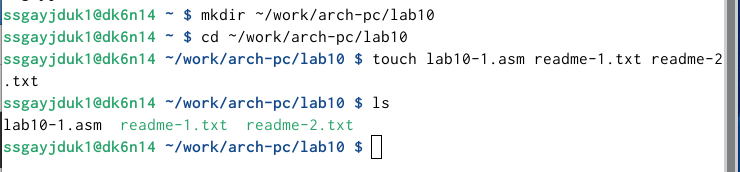 ssgayjduk1@dk6n14 ~ $ mkdir ~/work/arch-pc/lab10
ssgayjduk1@dk6n14 ~ $ cd ~/work/arch-pc/lab10
ssgayjduk1@dk6n14 ~/work/arch-pc/lab10 $ touch lab10-1.asm readme-1.txt readme-2
.txt
ssgayjduk1@dk6n14 ~/work/arch-pc/lab10 $ ls
lab10-1.asm  readme-1.txt  readme-2.txt
ssgayjduk1@dk6n14 ~/work/arch-pc/lab10 $